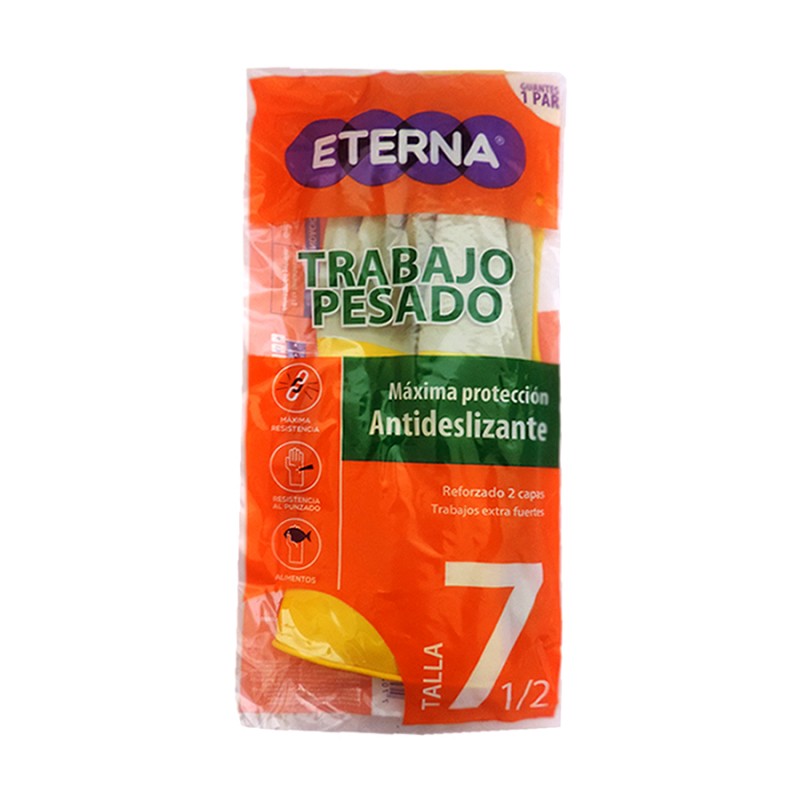 GUANTES
1 PAR
ETERNA®
TRABAJO
PESADO
Máxima protección
Antideslizante
MÁXIMA
RESISTENCIA
Reforzado 2 capas
Trabajos extra fuertes
RESISTENCIA
AL PUNZADO
ALIMENTOS
TALLA
7 1/2